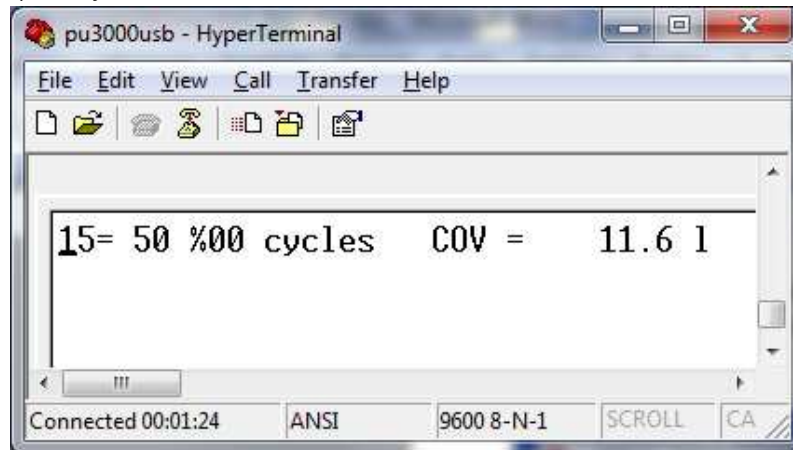 pu3000usb - HyperTerminal
File Edit View Call Transfer Help
15= 50 %00 cycles COV = 11.6 l
Connected 00:01:24 ANSI 9600 8-N-1 SCROLL CA